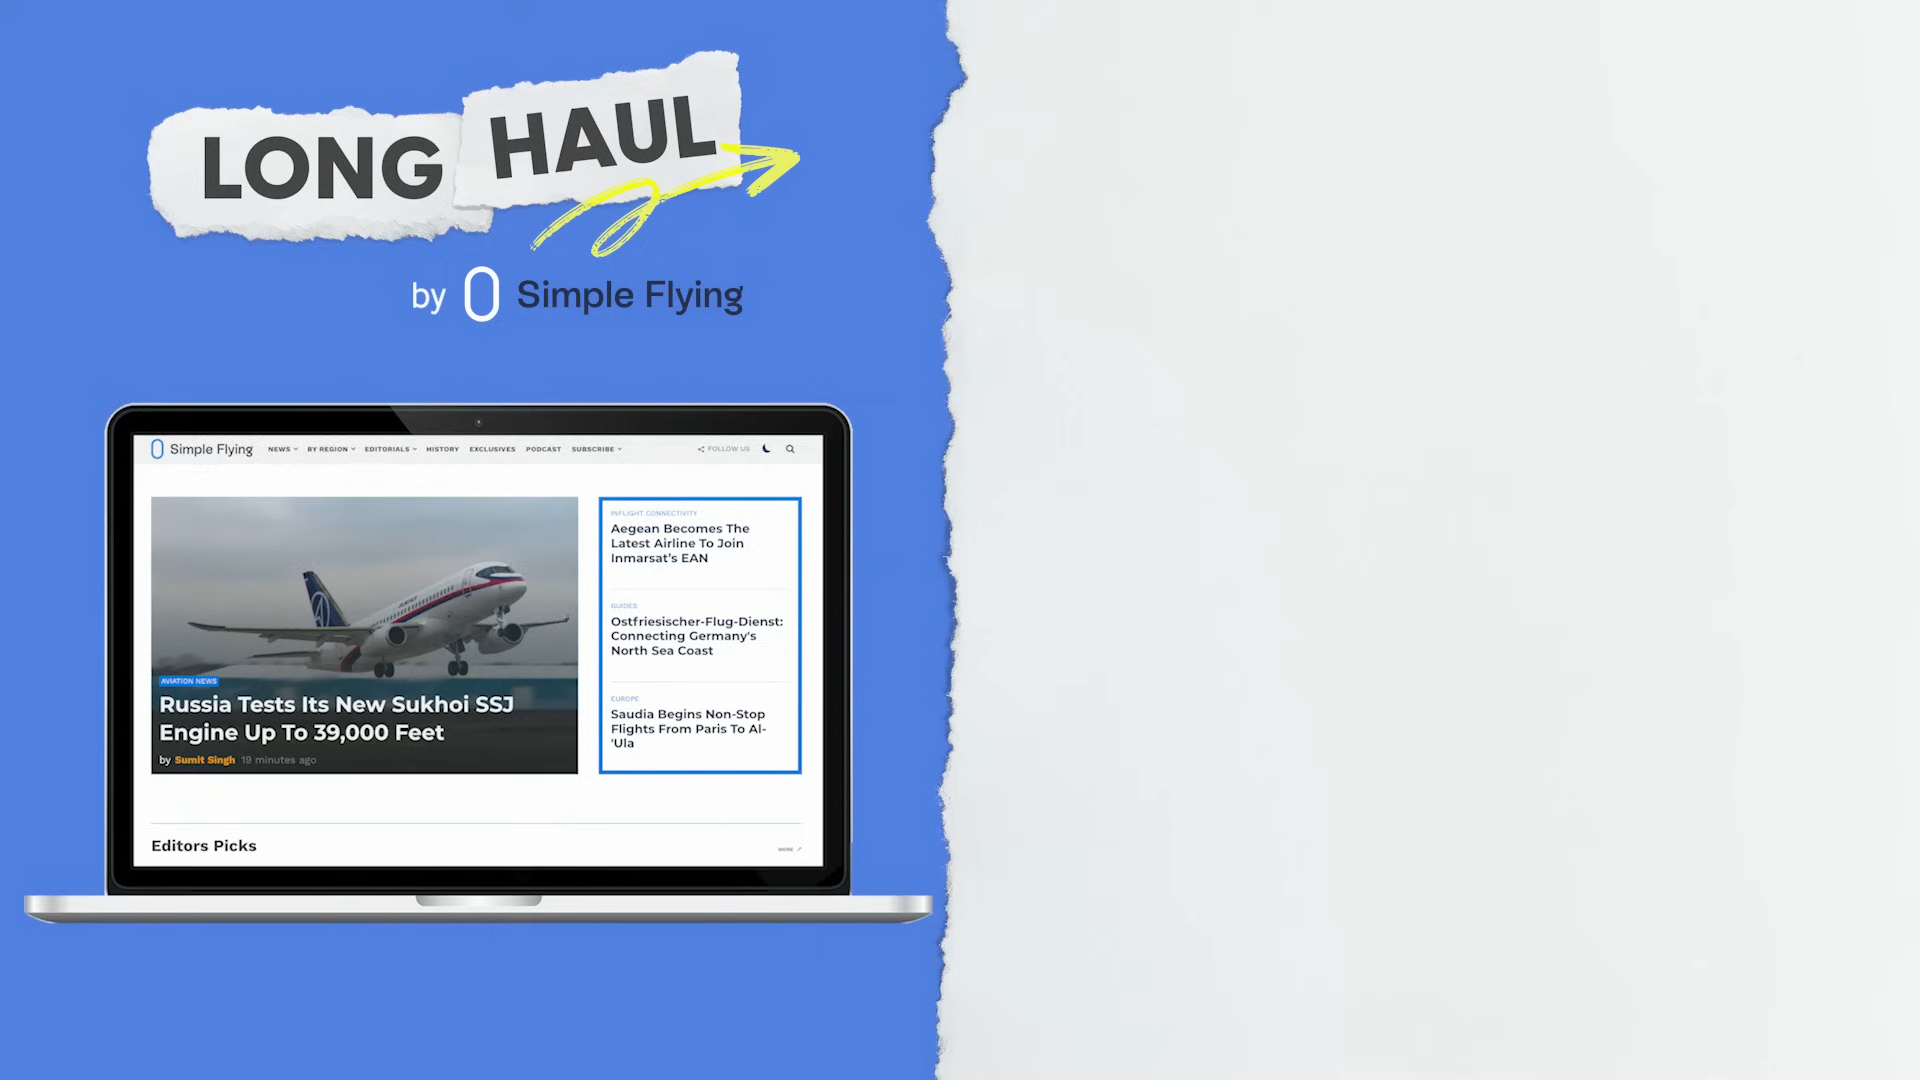 LONG HAUL
by Simple Flying
Simple Flying NEWS BY REGION EDITORIALS HISTORY EXCLUSIVES PODCAST SUBSCRIBE FOLLOW US
AVIATION NEWS
Russia Tests Its New Sukhoi SSJ
Engine Up To 39,000 Feet
by Sumit Singh 19 minutes ago
INFLIGHT CONNECTIVITY
Aegean Becomes The
Latest Airline To Join
Inmarsat's EAN
GUIDES
Ostfriesischer-Flug-Dienst:
Connecting Germany's
North Sea Coast
EUROPE
Saudia Begins Non-Stop
Flights From Paris To Al-
'Ula
Editors Picks
MORE